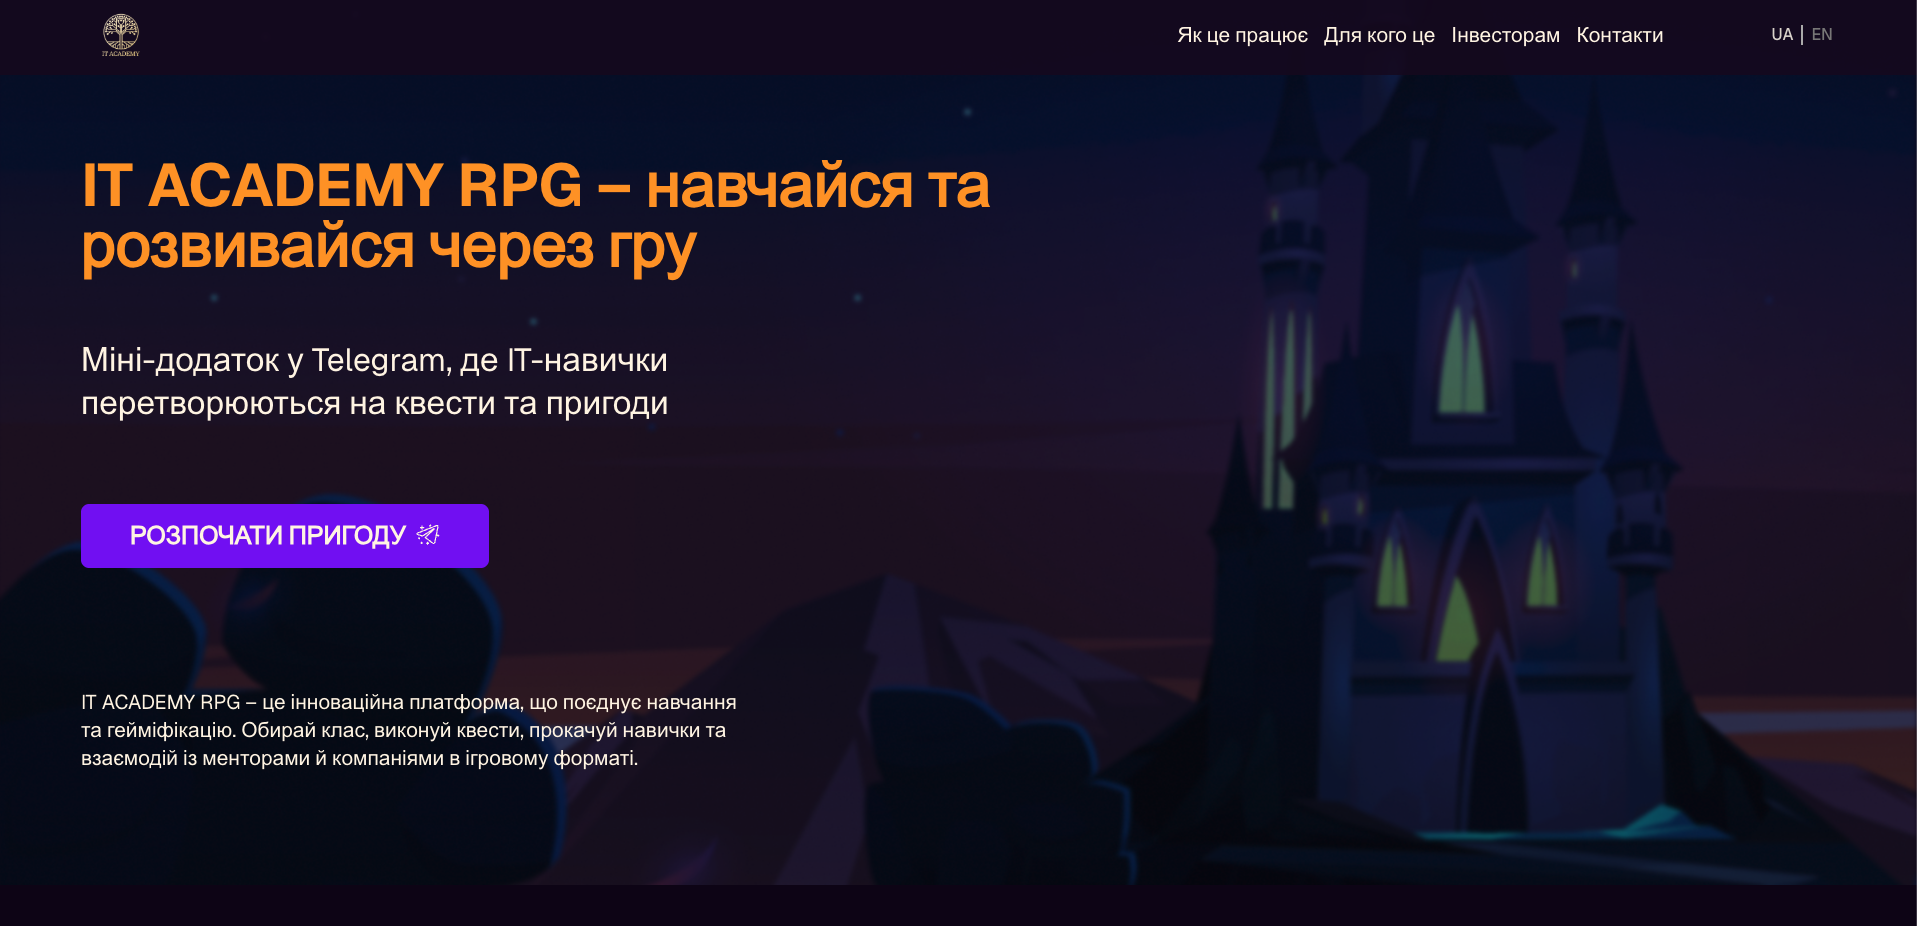 IT ACADEMY
Як це працює Для кого це Інвесторам Контакти
UA | EN
IT ACADEMY RPG – навчайся та
розвивайся через гру
Міні-додаток у Telegram, де IT-навички
перетворюються на квести та пригоди
РОЗПОЧАТИ ПРИГОДУ
IT ACADEMY RPG – це інноваційна платформа, що поєднує навчання
та гейміфікацію. Обирай клас, виконуй квести, прокачуй навички та
взаємодій із менторами й компаніями в ігровому форматі.